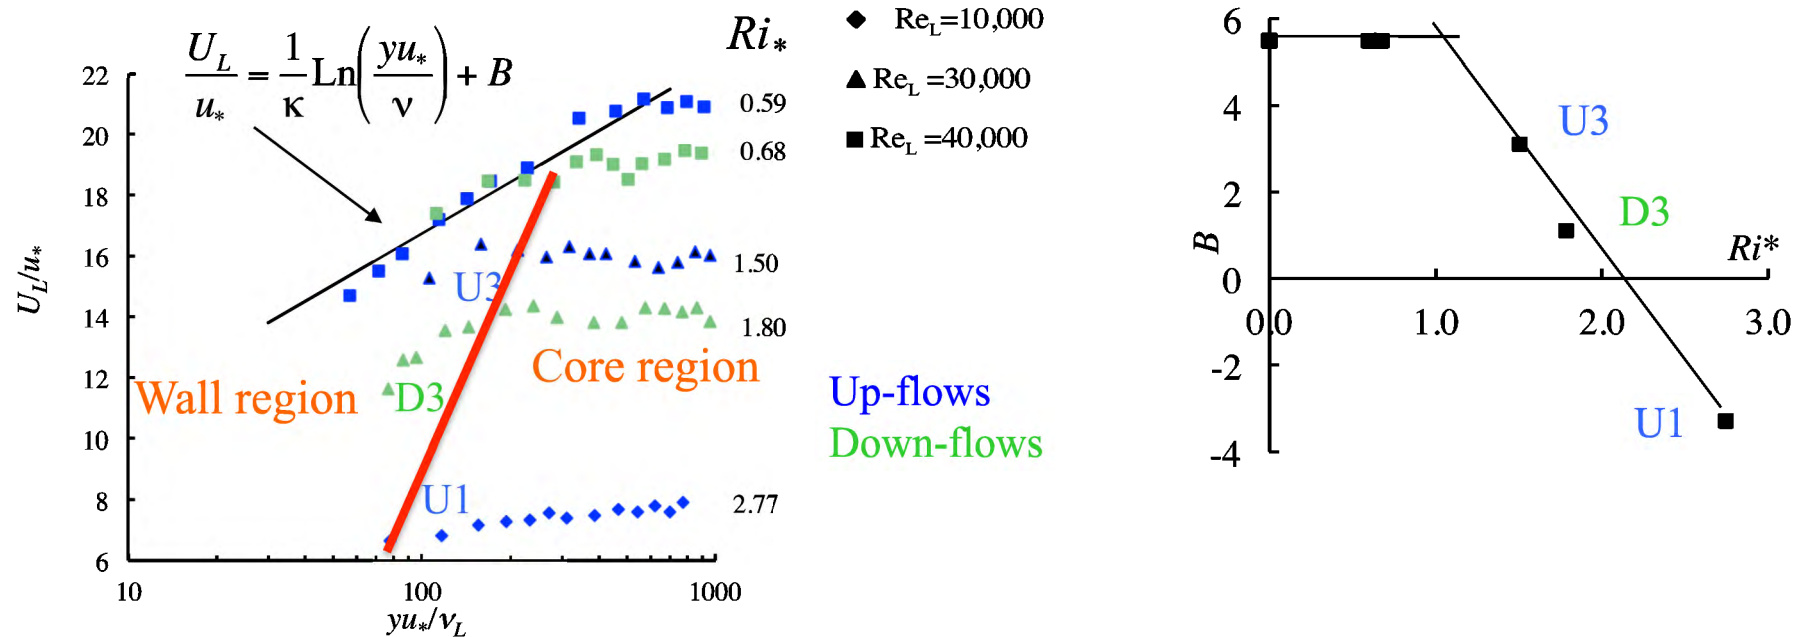 U_L/u_* = 1/κ Ln(yu_*/ν) + B
Ri*
Re_L=10,000
Re_L=30,000
Re_L =40,000
22
20
18
16
14
12
10
8
6
U_L/u_*
10
100
1000
yu_*/ν_L
0.59
0.68
1.50
1.80
2.77
U3
D3
U1
Wall region
Core region
Up-flows
Down-flows
6
4
2
0
-2
-4
B
0.0
1.0
2.0
3.0
Ri*
U3
D3
U1